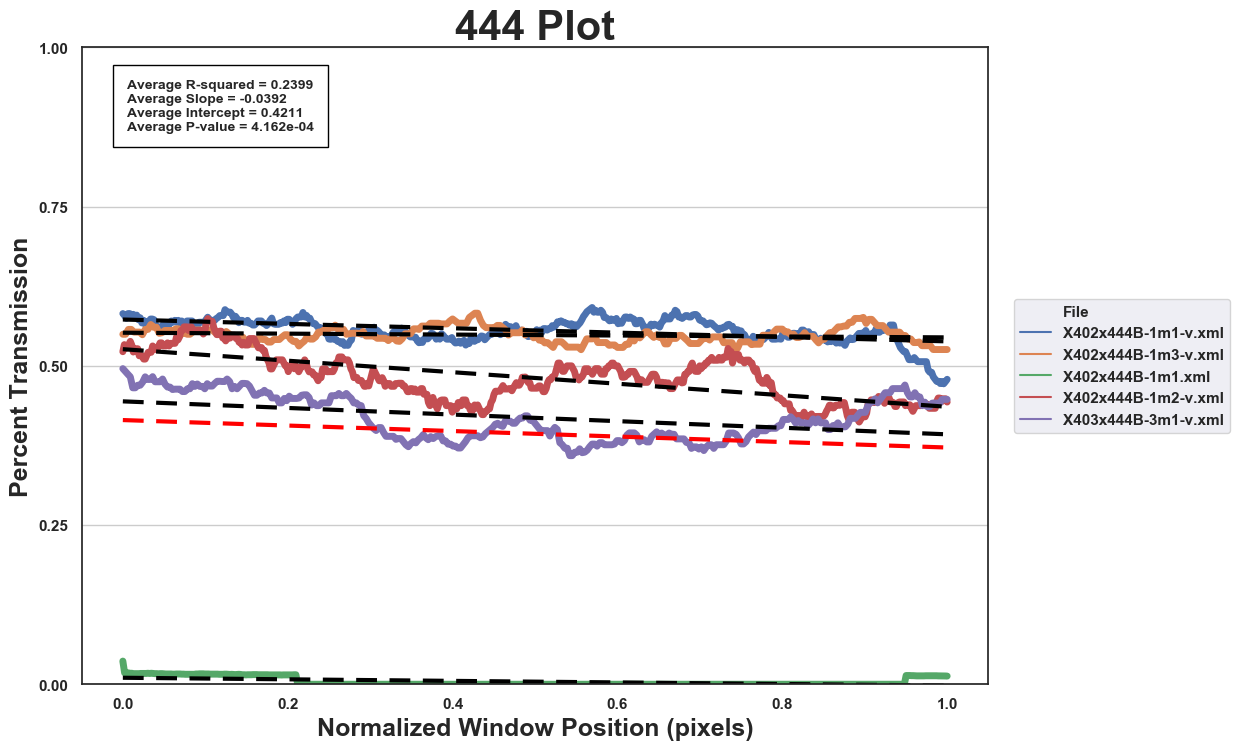 444 Plot
1.00
Average R-squared = 0.2399
Average Slope = -0.0392
Average Intercept = 0.4211
Average P-value = 4.162e-04
0.75
Percent Transmission
0.50
0.25
0.00
0.0 0.2 0.4 0.6 0.8 1.0
Normalized Window Position (pixels)
File
X402x444B-1m1-v.xml
X402x444B-1m3-v.xml
X402x444B-1m1.xml
X402x444B-1m2-v.xml
X403x444B-3m1-v.xml